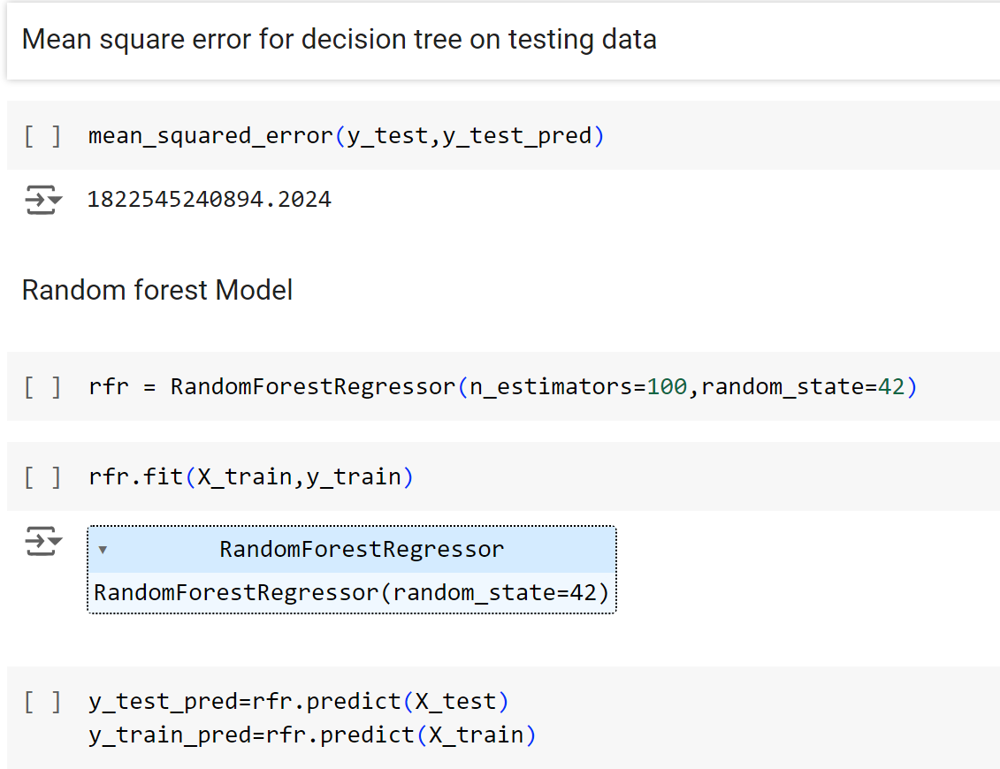 Mean square error for decision tree on testing data
[ ] mean_squared_error(y_test,y_test_pred)
1822545240894.2024
Random forest Model
[ ] rfr = RandomForestRegressor(n_estimators=100,random_state=42)
[ ] rfr.fit(X_train,y_train)
RandomForestRegressor
RandomForestRegressor(random_state=42)
[ ] y_test_pred=rfr.predict(X_test)
y_train_pred=rfr.predict(X_train)